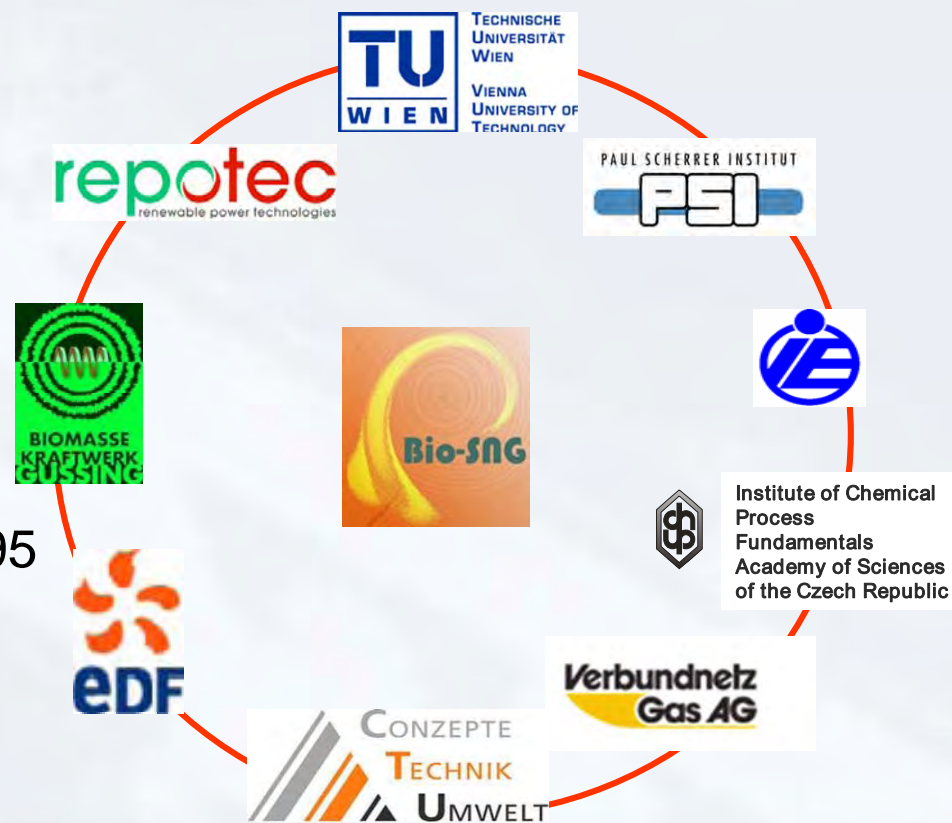 TECHNISCHE
UNIVERSITÄT
WIEN
VIENNA
UNIVERSITY OF
TECHNOLOGY
TU
WIEN
repotec
renewable power technologies
PAUL SCHERRER INSTITUT
PSI
iE
BIOMASSE
KRAFTWERK
GÜSSING
Bio-SNG
Institute of Chemical
Process
Fundamentals
Academy of Sciences
of the Czech Republic
chup
95
eDF
Verbundnetz
Gas AG
CONZEPTE
TECHNIK
UMWELT